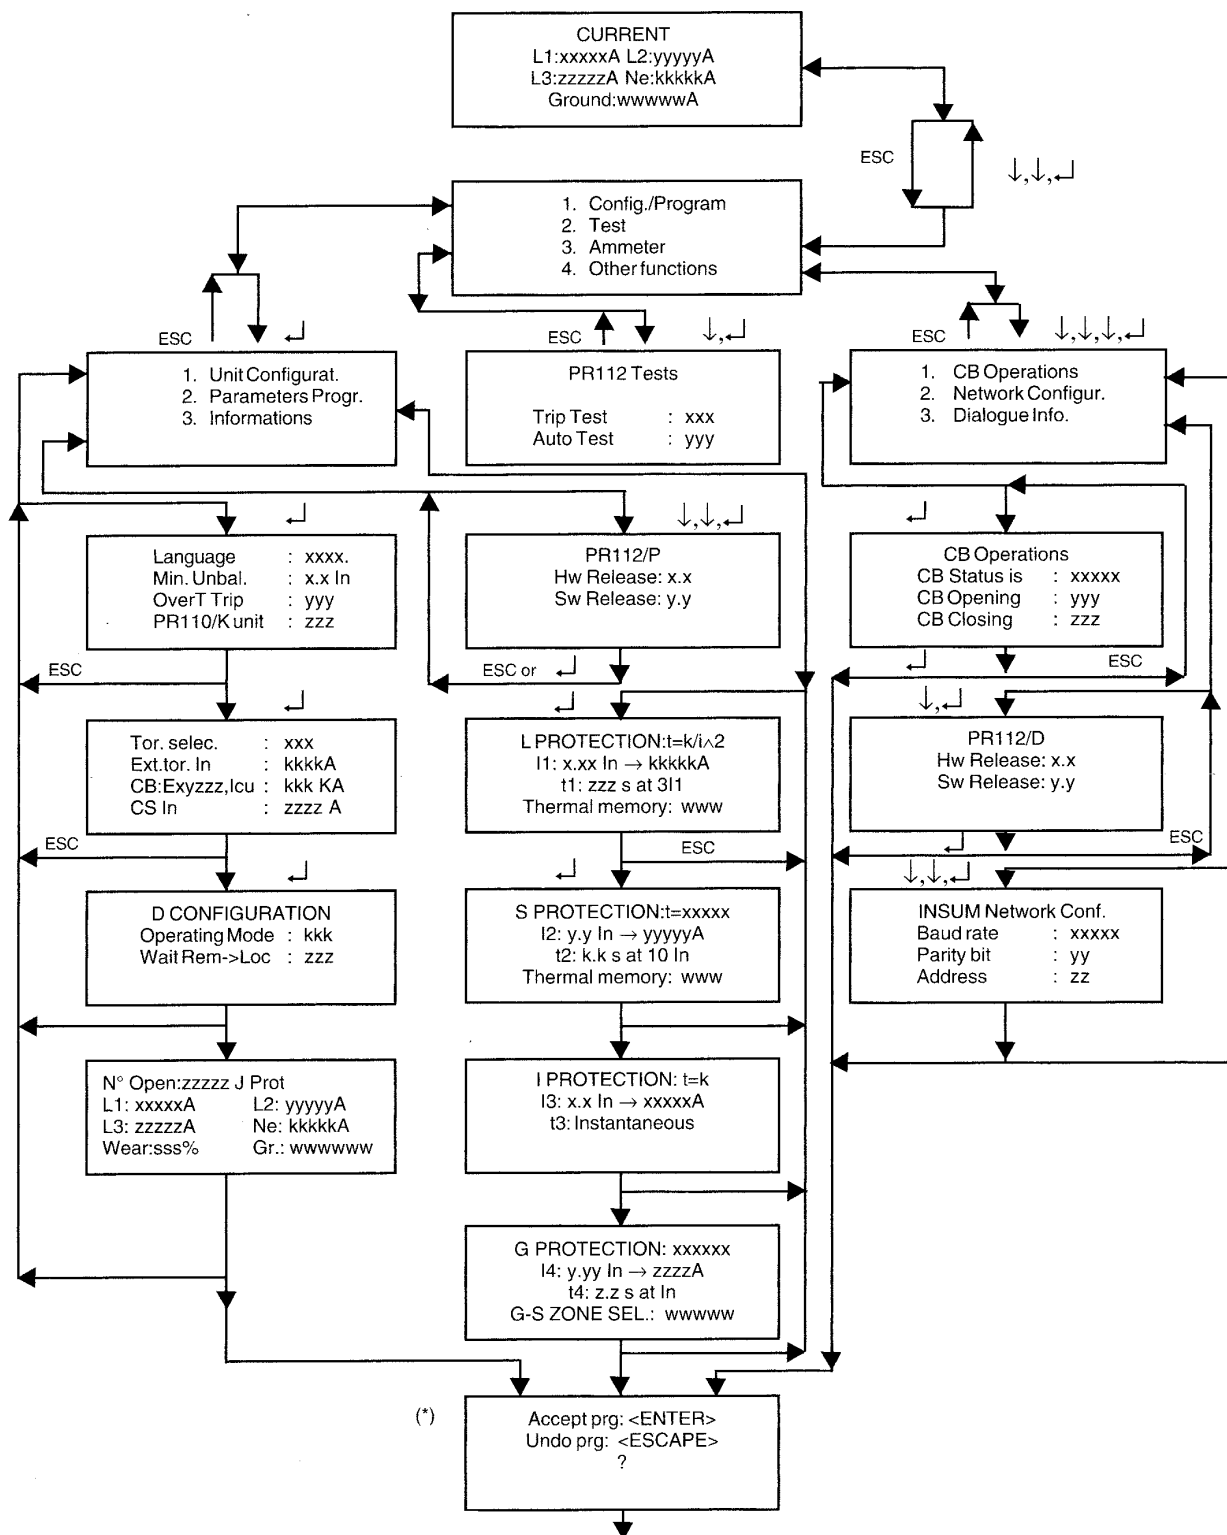 CURRENT
L1:xxxxxA L2:yyyyyA
L3:zzzzzA Ne:kkkkkA
Ground:wwwwwA
ESC
↓,↓,↵
1. Config./Program
2. Test
3. Ammeter
4. Other functions
ESC
↵
ESC
↓,↵
ESC
↓,↓,↓,↵
1. Unit Configurat.
2. Parameters Progr.
3. Informations
PR112 Tests
Trip Test : xxx
Auto Test : yyy
1. CB Operations
2. Network Configur.
3. Dialogue Info.
↵
↓,↓,↵
↵
Language : xxxx.
Min. Unbal. : x.x In
OverT Trip : yyy
PR110/K unit : zzz
PR112/P
Hw Release: x.x
Sw Release: y.y
CB Operations
CB Status is : xxxxx
CB Opening : yyy
CB Closing : zzz
ESC
ESC or ↵
↵
ESC
↵
↵
↓,↵
Tor. selec. : xxx
Ext.tor. In : kkkkA
CB:Exyzzz,Icu : kkk KA
CS In : zzzz A
L PROTECTION:t=k/i∧2
I1: x.xx In → kkkkkA
t1: zzz s at 3I1
Thermal memory: www
PR112/D
Hw Release: x.x
Sw Release: y.y
ESC
ESC
↵
ESC
↵
↵
↓,↓,↵
D CONFIGURATION
Operating Mode : kkk
Wait Rem->Loc : zzz
S PROTECTION:t=xxxxx
I2: y.y In → yyyyyA
t2: k.k s at 10 In
Thermal memory: www
INSUM Network Conf.
Baud rate : xxxxx
Parity bit : yy
Address : zz
N° Open:zzzzz J Prot
L1: xxxxxA L2: yyyyyA
L3: zzzzzA Ne: kkkkkA
Wear:sss% Gr.: wwwwww
I PROTECTION: t=k
I3: x.x In → xxxxxA
t3: Instantaneous
G PROTECTION: xxxxxx
I4: y.yy In → zzzzA
t4: z.z s at In
G-S ZONE SEL.: wwwww
(*)
Accept prg: <ENTER>
Undo prg: <ESCAPE>
?